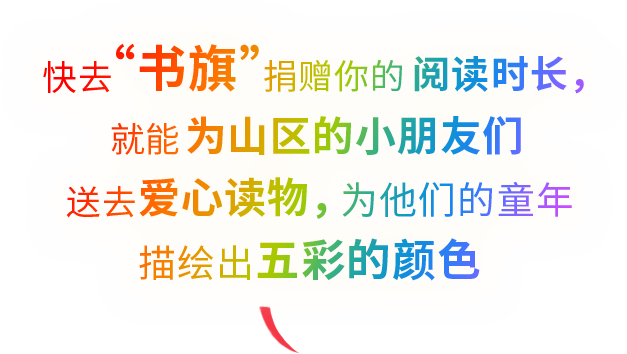 快去“书旗”捐赠你的阅读时长，
就能为山区的小朋友们
送去爱心读物，为他们的童年
描绘出五彩的颜色